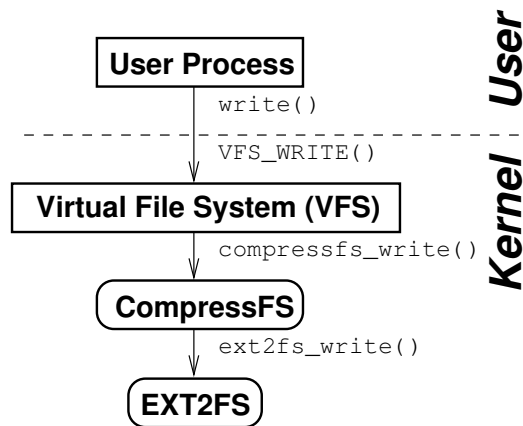 User Process
write()
User
VFS_WRITE()
Virtual File System (VFS)
compressfs_write()
Kernel
CompressFS
ext2fs_write()
EXT2FS